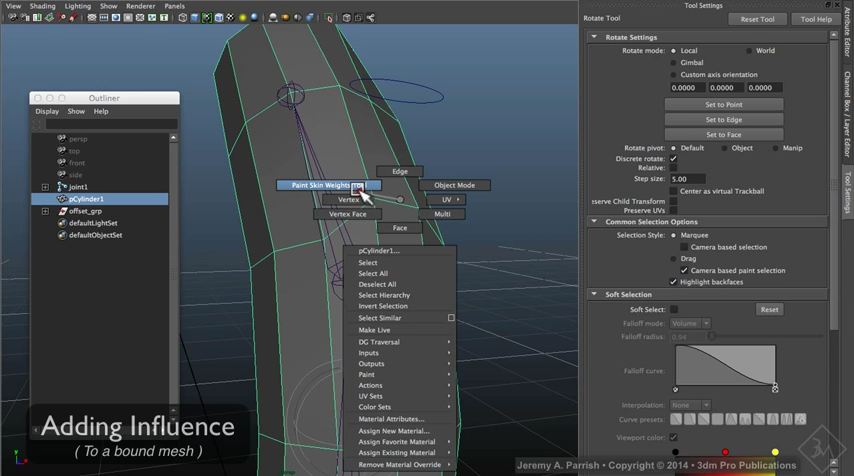 View Shading Lighting Show Renderer Panels
Outliner
Display Show Help
persp
top
front
side
joint1
pCylinder1
offset_grp
defaultLightSet
defaultObjectSet
Edge
Paint Skin Weights
Object Mode
Vertex
UV
Vertex Face
Multi
Face
pCylinder1...
Select
Select All
Deselect All
Select Hierarchy
Invert Selection
Select Similar
Make Live
DG Traversal
Inputs
Outputs
Paint
Actions
UV Sets
Color Sets
Material Attributes...
Assign New Material...
Assign Favorite Material
Assign Existing Material
Remove Material Override
Adding Influence
( To a bound mesh )
Tool Settings
Rotate Tool
Reset Tool Tool Help
Rotate Settings
Rotate mode: Local World
Gimbal
Custom axis orientation
0.0000 0.0000 0.0000
Set to Point
Set to Edge
Set to Face
Rotate pivot: Default Object Manip
Discrete rotate:
Relative:
Step size: 5.00
Center as virtual Trackball
eserve Child Transform
Preserve UVs
Common Selection Options
Selection Style: Marquee
Camera based selection
Drag
Camera based paint selection
Highlight backfaces
Soft Selection
Soft Select: Reset
Falloff mode: Volume
Falloff radius: 0.94
Falloff curve:
Interpolation: None
Curve presets:
Viewport color:
Attribute Editor
Channel Box / Layer Editor
Tool Settings
Jeremy A. Parrish • Copyright © 2014 • 3dm Pro Publications